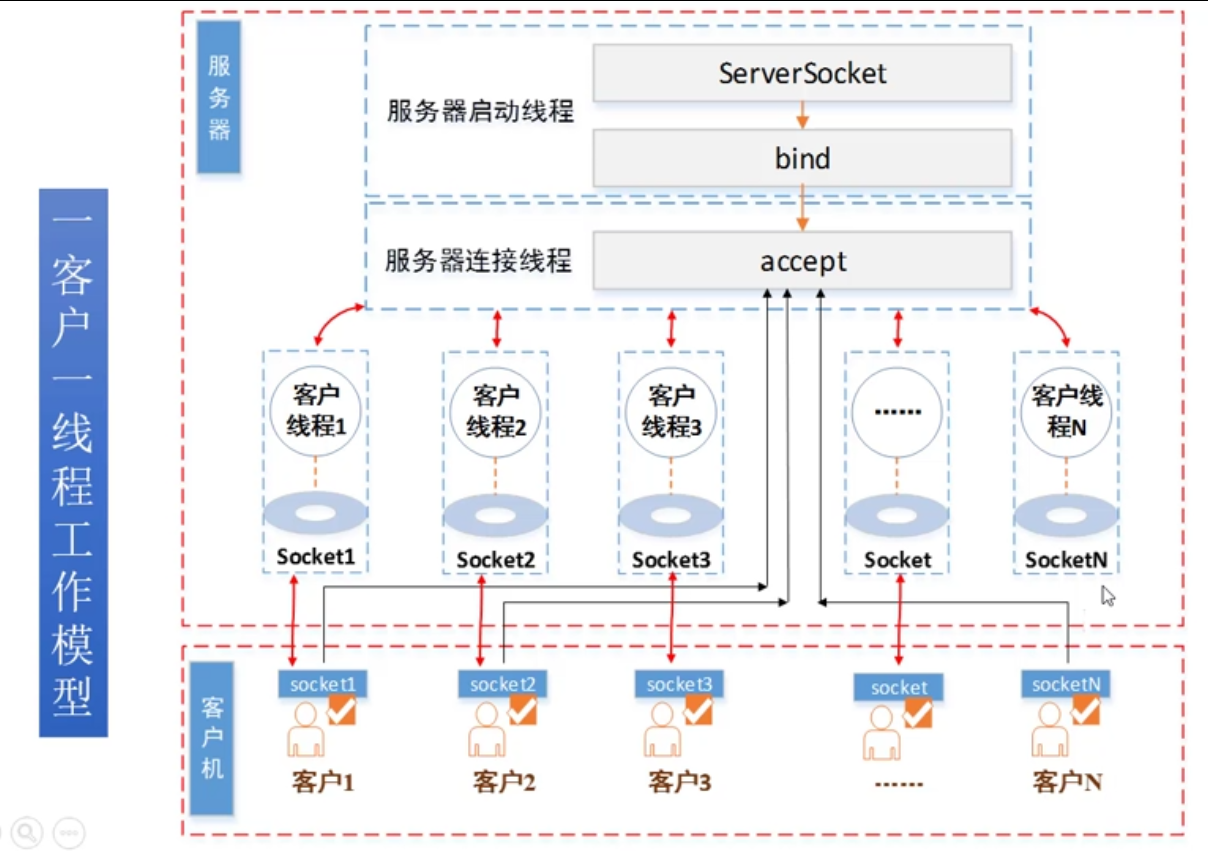 一客户一线程工作模型
服务器
服务器启动线程
ServerSocket
bind
服务器连接线程
accept
客户
线程1
客户
线程2
客户
线程3
······
客户线
程N
Socket1
Socket2
Socket3
Socket
SocketN
客户机
socket1
socket2
socket3
socket
socketN
客户1
客户2
客户3
······
客户N